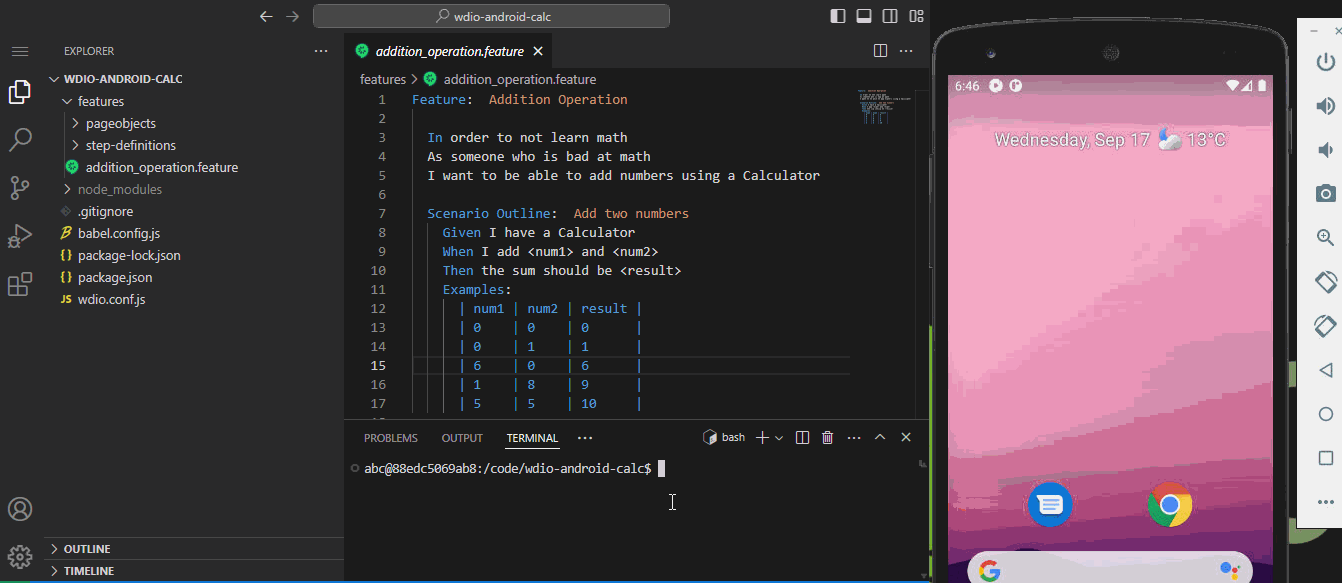 wdio-android-calc
EXPLORER
WDIO-ANDROID-CALC
features
pageobjects
step-definitions
addition_operation.feature
node_modules
.gitignore
babel.config.js
package-lock.json
package.json
JS wdio.conf.js
OUTLINE
TIMELINE
addition_operation.feature
features > addition_operation.feature
1 Feature: Addition Operation
2
3 In order to not learn math
4 As someone who is bad at math
5 I want to be able to add numbers using a Calculator
6
7 Scenario Outline: Add two numbers
8 Given I have a Calculator
9 When I add <num1> and <num2>
10 Then the sum should be <result>
11 Examples:
12 | num1 | num2 | result |
13 | 0 | 0 | 0 |
14 | 0 | 1 | 1 |
15 | 6 | 0 | 6 |
16 | 1 | 8 | 9 |
17 | 5 | 5 | 10 |
PROBLEMS OUTPUT TERMINAL bash
abc@88edc5069ab8:/code/wdio-android-calc$
6:46
Wednesday, Sep 17 13°C